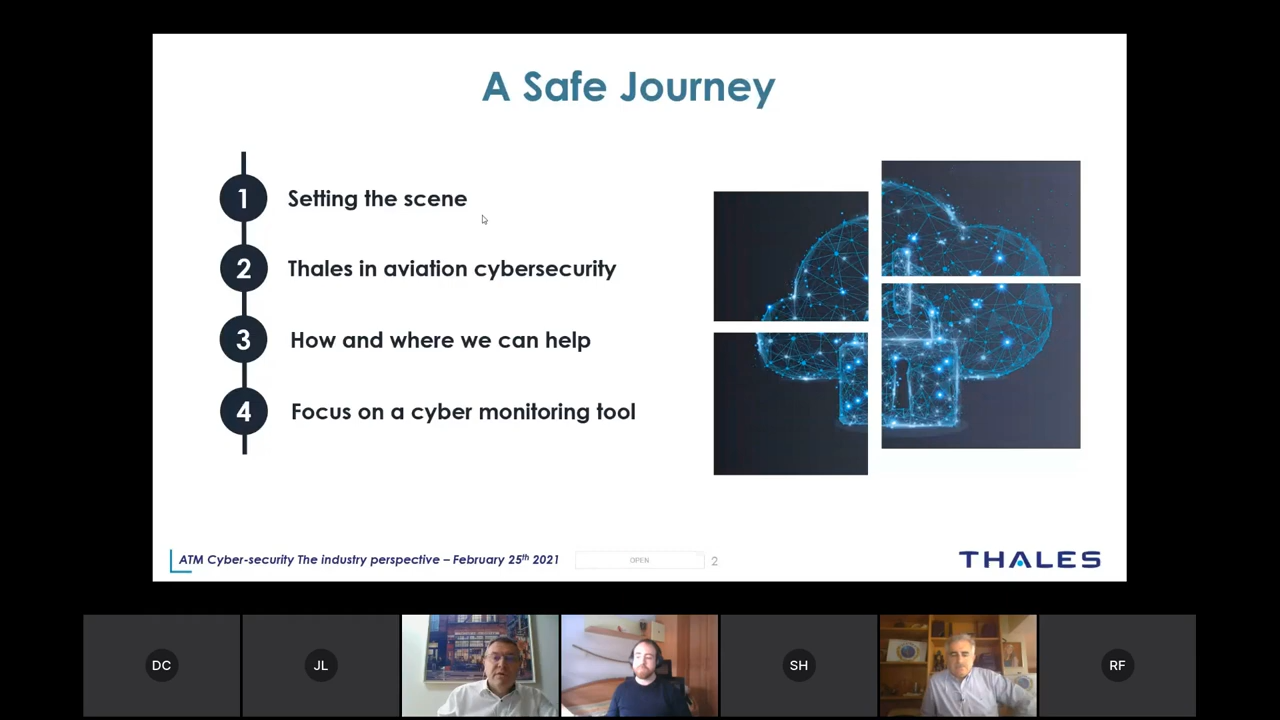 A Safe Journey
1 Setting the scene
2 Thales in aviation cybersecurity
3 How and where we can help
4 Focus on a cyber monitoring tool
ATM Cyber-security The industry perspective – February 25th 2021
OPEN
2
THALES
DC
JL
SH
RF